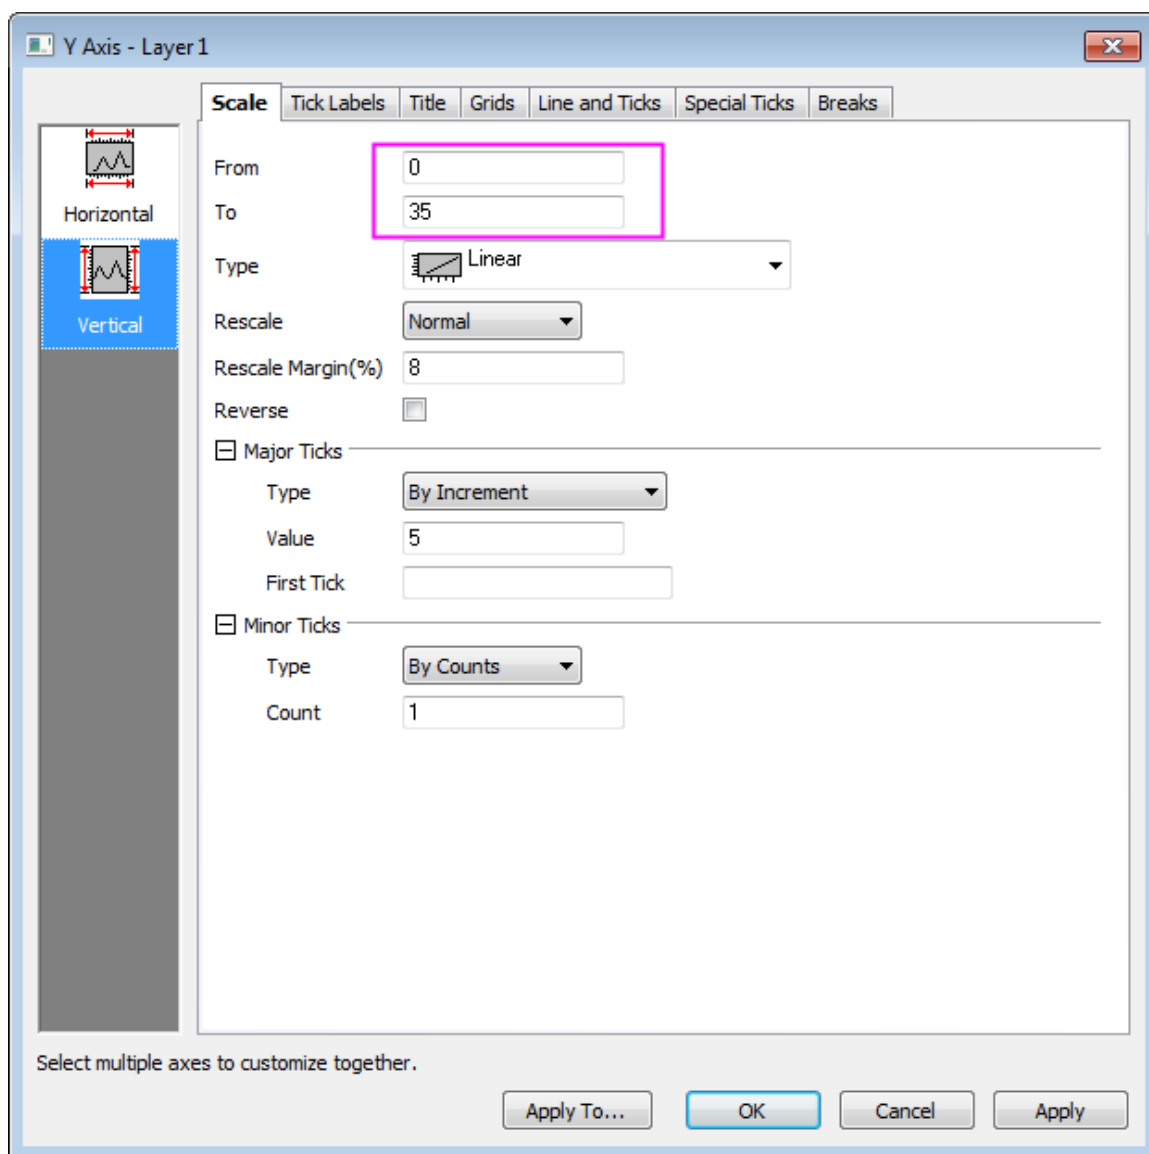 Y Axis - Layer 1
Scale Tick Labels Title Grids Line and Ticks Special Ticks Breaks
Horizontal
Vertical
From 0
To 35
Type Linear
Rescale Normal
Rescale Margin(%) 8
Reverse
Major Ticks
Type By Increment
Value 5
First Tick
Minor Ticks
Type By Counts
Count 1
Select multiple axes to customize together.
Apply To... OK Cancel Apply